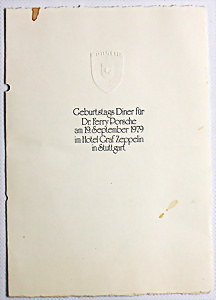 Geburtstags Diner für
Dr. Ferry Porsche
am 19. September 1979
im Hotel Graf Zeppelin
in Stuttgart